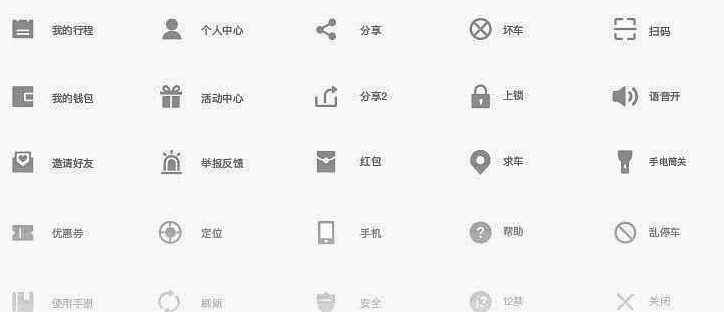 我的行程 个人中心 分享 坏车 扫码
我的钱包 活动中心 分享2 上锁 语音开
邀请好友 举报反馈 红包 求车 手电筒关
优惠券 定位 手机 帮助 乱停车
使用手册 刷新 安全 12禁 关闭